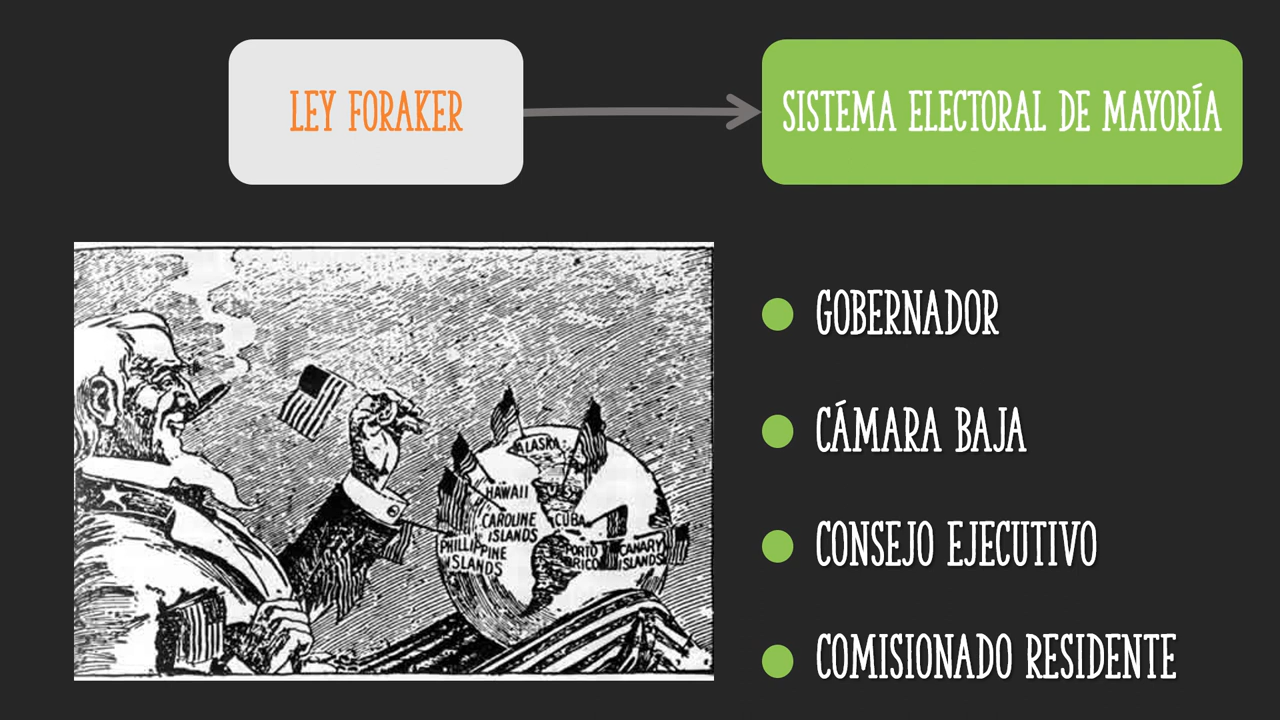 LEY FORAKER
SISTEMA ELECTORAL DE MAYORÍA
GOBERNADOR
CÁMARA BAJA
CONSEJO EJECUTIVO
COMISIONADO RESIDENTE
ALASKA
HAWAII
CAROLINE
ISLANDS
CUBA
PHILLIPPINE
ISLANDS
PORTO
RICO
CANARY
ISLANDS